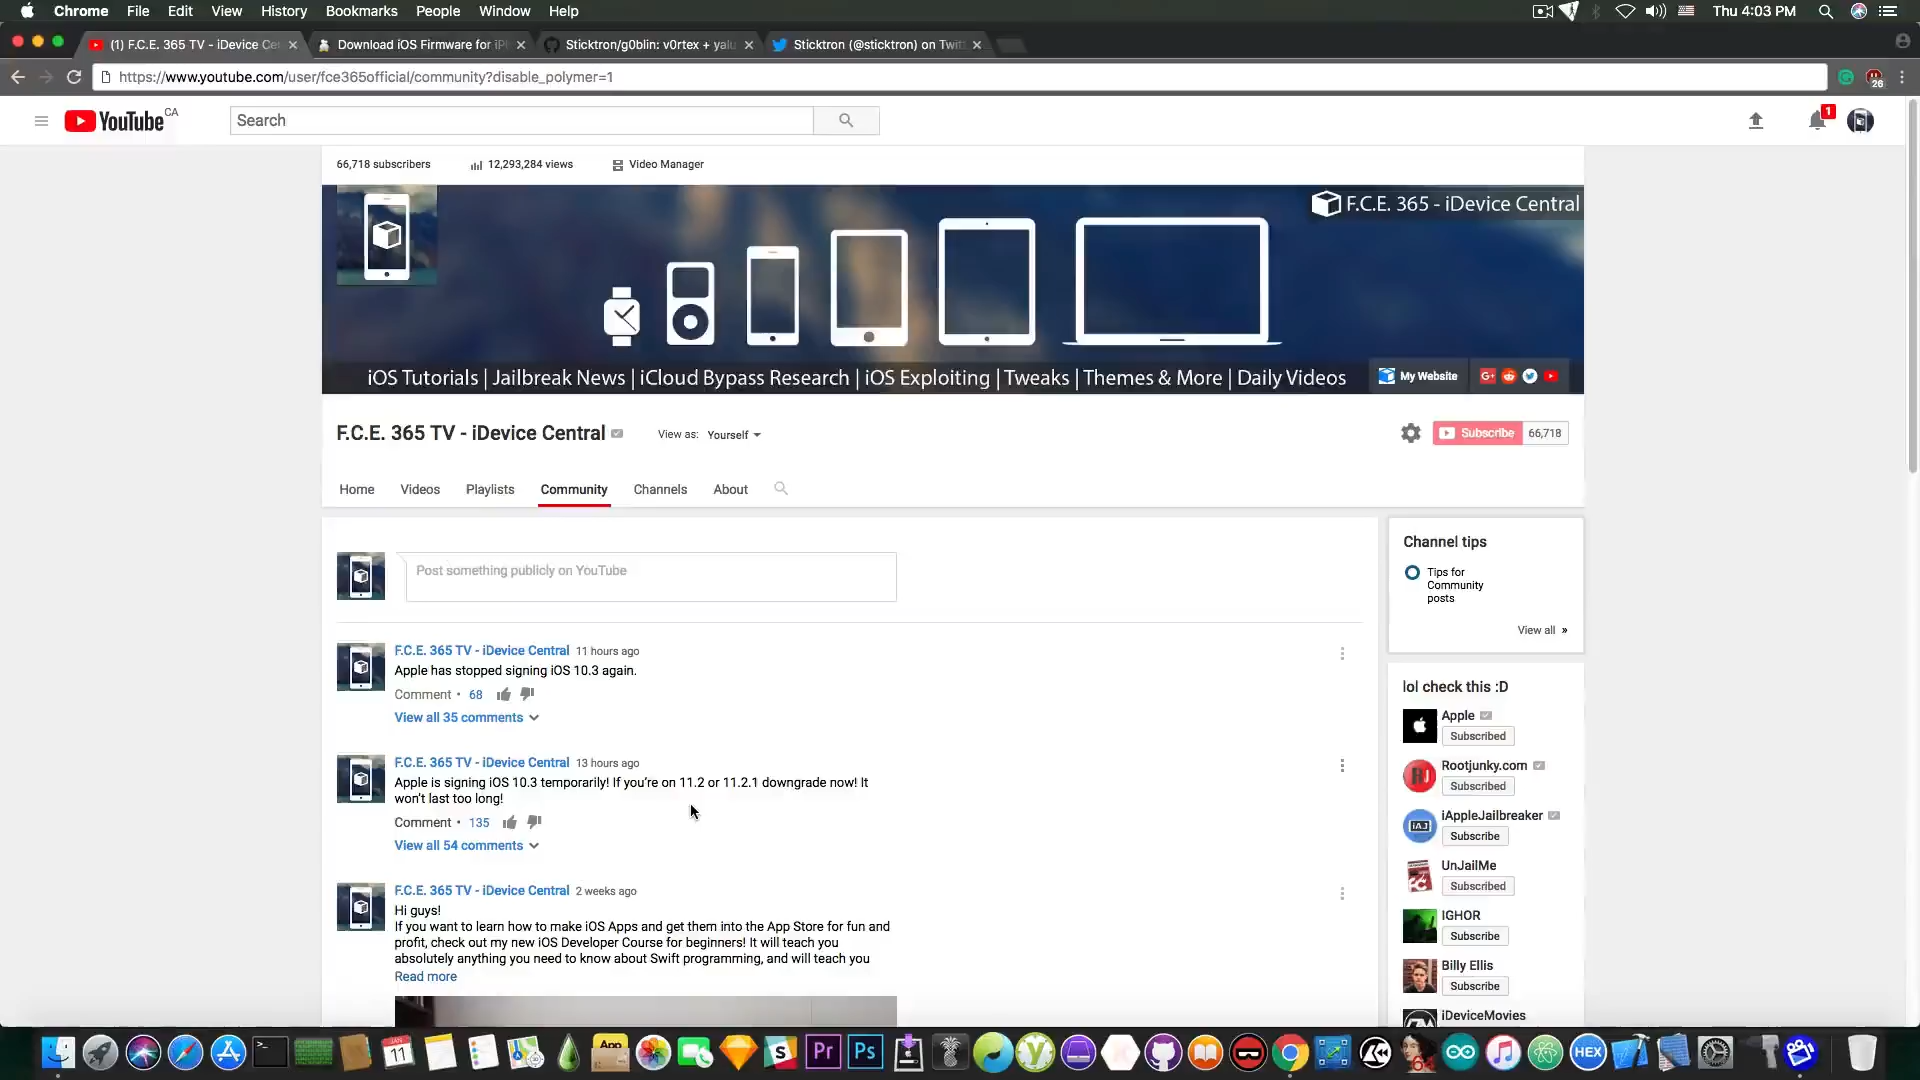 Chrome File Edit View History Bookmarks People Window Help Thu 4:03 PM
(1) F.C.E. 365 TV - iDevice Ce
Download iOS Firmware for iP
Sticktron/g0blin: v0rtex + yalu
Sticktron (@sticktron) on Twit
https://www.youtube.com/user/fce365official/community?disable_polymer=1
26
YouTube CA
Search
1
66,718 subscribers 12,293,284 views Video Manager
F.C.E. 365 - iDevice Central
iOS Tutorials | Jailbreak News | iCloud Bypass Research | iOS Exploiting | Tweaks | Themes & More | Daily Videos
My Website
G+
F.C.E. 365 TV - iDevice Central View as: Yourself
Subscribe 66,718
Home Videos Playlists Community Channels About
Post something publicly on YouTube
F.C.E. 365 TV - iDevice Central 11 hours ago
Apple has stopped signing iOS 10.3 again.
Comment • 68
View all 35 comments
F.C.E. 365 TV - iDevice Central 13 hours ago
Apple is signing iOS 10.3 temporarily! If you're on 11.2 or 11.2.1 downgrade now! It
won't last too long!
Comment • 135
View all 54 comments
F.C.E. 365 TV - iDevice Central 2 weeks ago
Hi guys!
If you want to learn how to make iOS Apps and get them into the App Store for fun and
profit, check out my new iOS Developer Course for beginners! It will teach you
absolutely anything you need to know about Swift programming, and will teach you
Read more
Channel tips
Tips for
Community
posts
View all »
lol check this :D
Apple
Subscribed
RJ
Rootjunky.com
Subscribed
iAJ
iAppleJailbreaker
Subscribe
UnJailMe
Subscribed
IGHOR
Subscribe
Billy Ellis
Subscribe
iDeviceMovies
JAN
11
App
S
Pr
Ps
Y
64
HEX